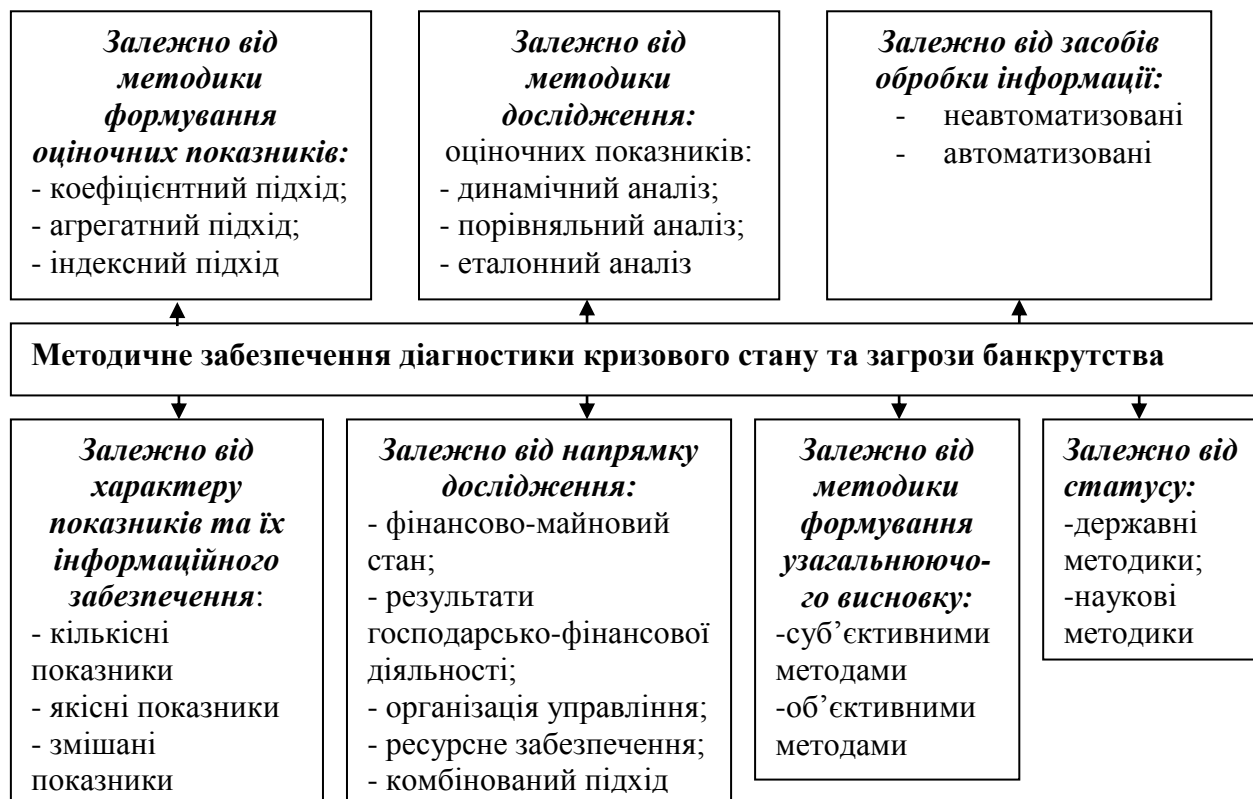 Залежно від
методики
формування
оціночних показників:
- коефіцієнтний підхід;
- агрегатний підхід;
- індексний підхід
Залежно від
методики
дослідження:
оціночних показників:
- динамічний аналіз;
- порівняльний аналіз;
- еталонний аналіз
Залежно від засобів
обробки інформації:
- неавтоматизовані
- автоматизовані
Методичне забезпечення діагностики кризового стану та загрози банкрутства
Залежно від
характеру
показників та їх
інформаційного
забезпечення:
- кількісні
показники
- якісні показники
- змішані
показники
Залежно від напрямку
дослідження:
- фінансово-майновий
стан;
- результати
господарсько-фінансової
діяльності;
- організація управління;
- ресурсне забезпечення;
- комбінований підхід
Залежно від
методики
формування
узагальнюючо-
го висновку:
-суб’єктивними
методами
-об’єктивними
методами
Залежно від
статусу:
-державні
методики;
-наукові
методики